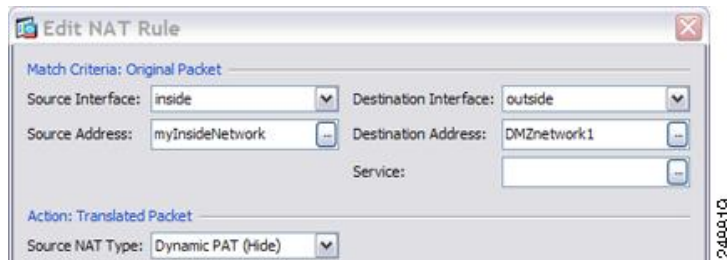 Edit NAT Rule
Match Criteria: Original Packet
Source Interface: inside Destination Interface: outside
Source Address: myInsideNetwork ... Destination Address: DMZnetwork1 ...
Service: ...
Action: Translated Packet
Source NAT Type: Dynamic PAT (Hide)
248819